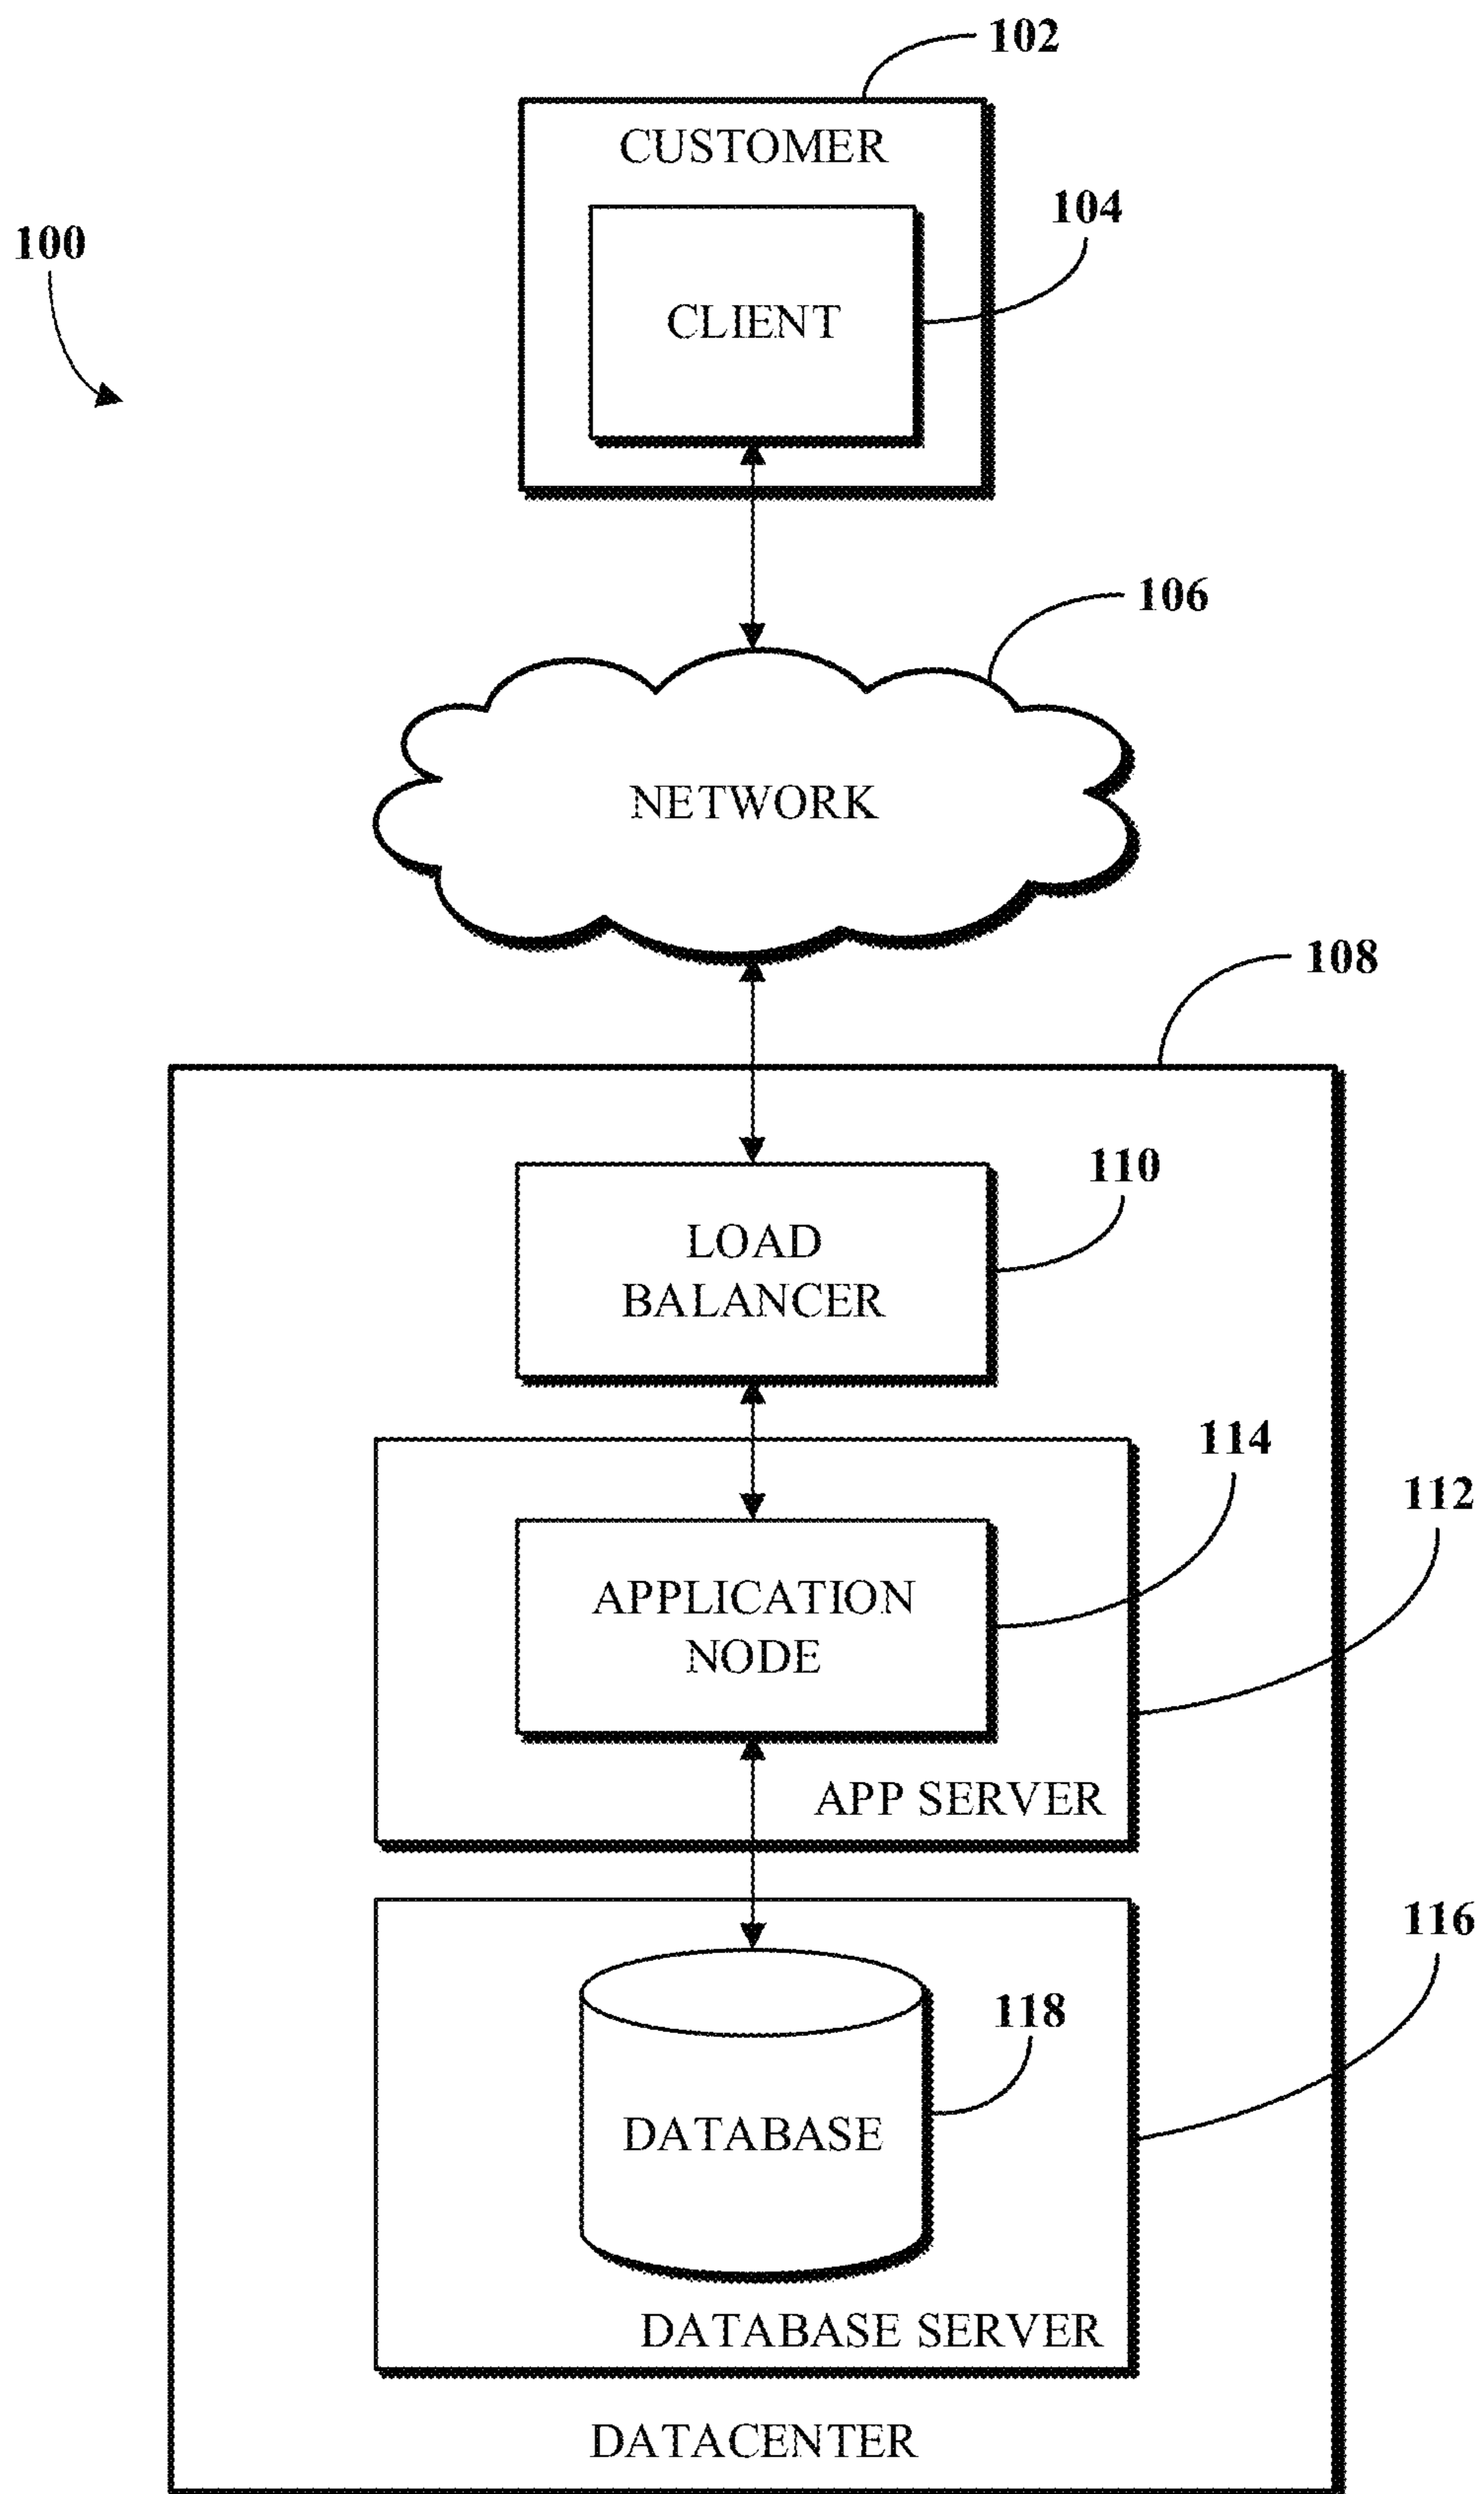 102
CUSTOMER
104
100
CLIENT
106
NETWORK
108
110
LOAD
BALANCER
114
112
APPLICATION
NODE
APP SERVER
116
118
DATABASE
DATABASE SERVER
DATACENTER